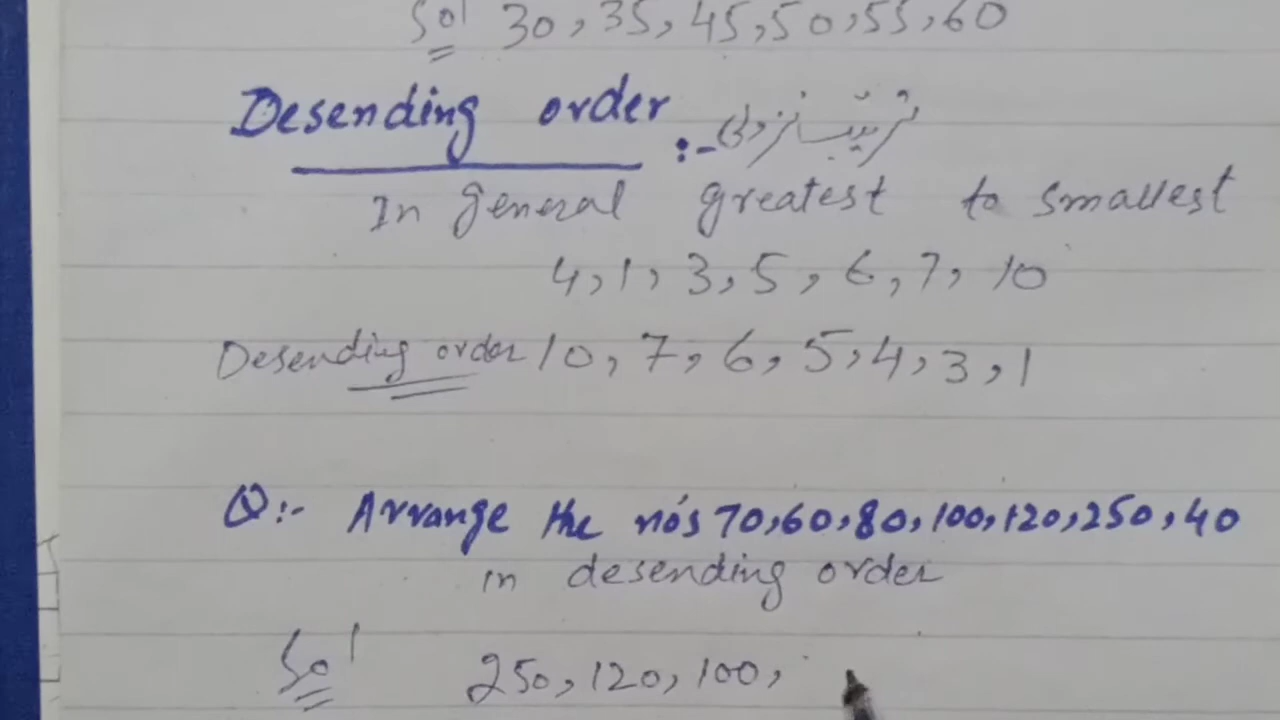 Sol 30, 35, 45, 50, 55, 60
Desending order :- ترتیب نزولی
In general greatest to smallest
4, 1, 3, 5, 6, 7, 10
Desending order 10, 7, 6, 5, 4, 3, 1
Q:- Arrange the nos 70, 60, 80, 100, 120, 250, 40
in desending order
Sol 250, 120, 100,